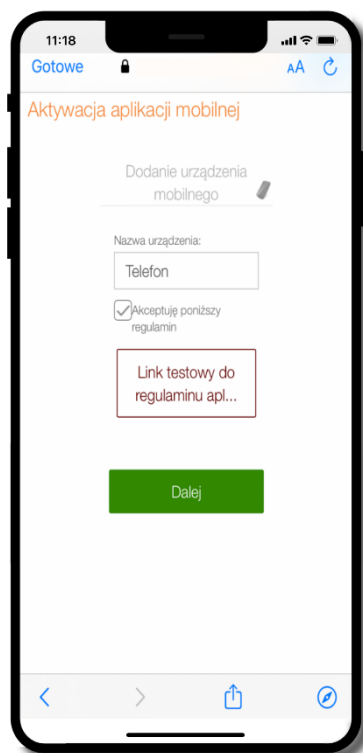 11:18
Gotowe
AA
Aktywacja aplikacji mobilnej
Dodanie urządzenia
mobilnego
Nazwa urządzenia:
Telefon
Akceptuję poniższy
regulamin
Link testowy do
regulaminu apl...
Dalej